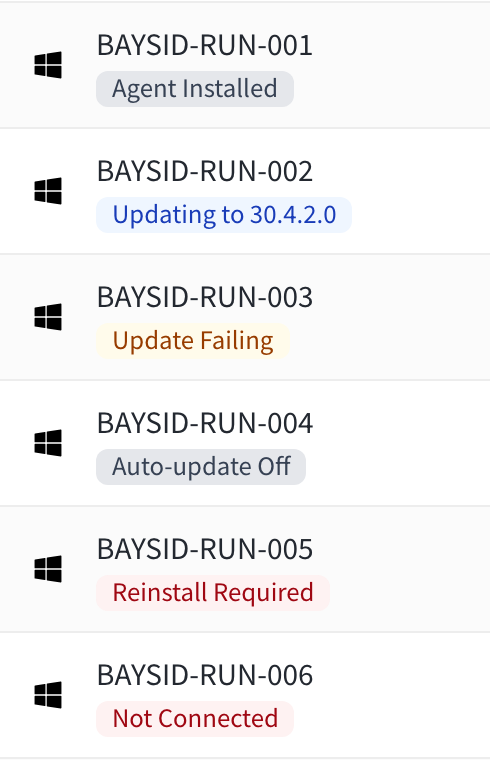 BAYSID-RUN-001
Agent Installed
BAYSID-RUN-002
Updating to 30.4.2.0
BAYSID-RUN-003
Update Failing
BAYSID-RUN-004
Auto-update Off
BAYSID-RUN-005
Reinstall Required
BAYSID-RUN-006
Not Connected